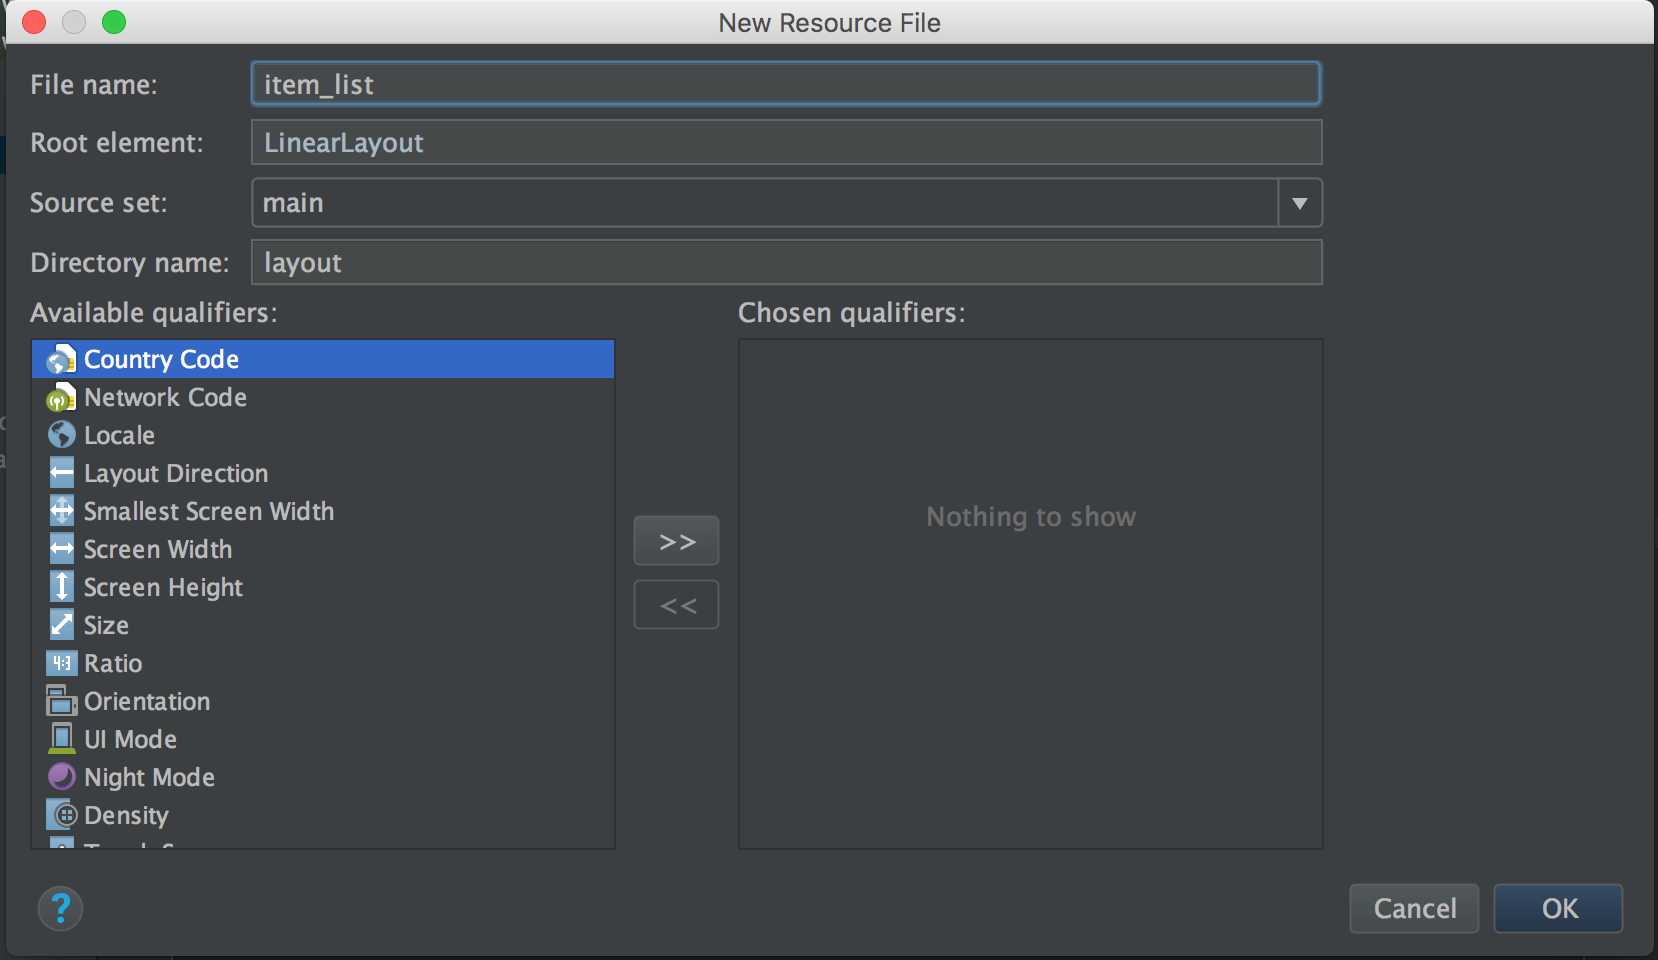 New Resource File
File name: item_list
Root element: LinearLayout
Source set: main
Directory name: layout
Available qualifiers: Chosen qualifiers:
Country Code
Network Code
Locale
Layout Direction
Smallest Screen Width
Screen Width
Screen Height
Size
4:3 Ratio
Orientation
UI Mode
Night Mode
Density
>>
<<
Nothing to show
? Cancel OK